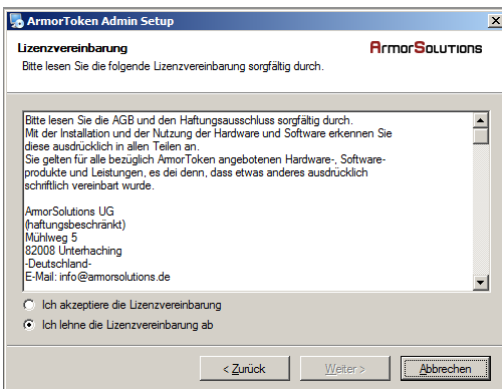 ArmorToken Admin Setup
Lizenzvereinbarung
Bitte lesen Sie die folgende Lizenzvereinbarung sorgfältig durch.
ArmorSolutions
Bitte lesen Sie die AGB und den Haftungsausschluss sorgfältig durch.
Mit der Installation und der Nutzung der Hardware und Software erkennen Sie
diese ausdrücklich in allen Teilen an.
Sie gelten für alle bezüglich ArmorToken angebotenen Hardware-, Software-
produkte und Leistungen, es dei denn, dass etwas anderes ausdrücklich
schriftlich vereinbart wurde.
ArmorSolutions UG
(haftungsbeschränkt)
Mühlweg 5
82008 Unterhaching
-Deutschland-
E-Mail: info@armorsolutions.de
Ich akzeptiere die Lizenzvereinbarung
Ich lehne die Lizenzvereinbarung ab
< Zurück
Weiter >
Abbrechen